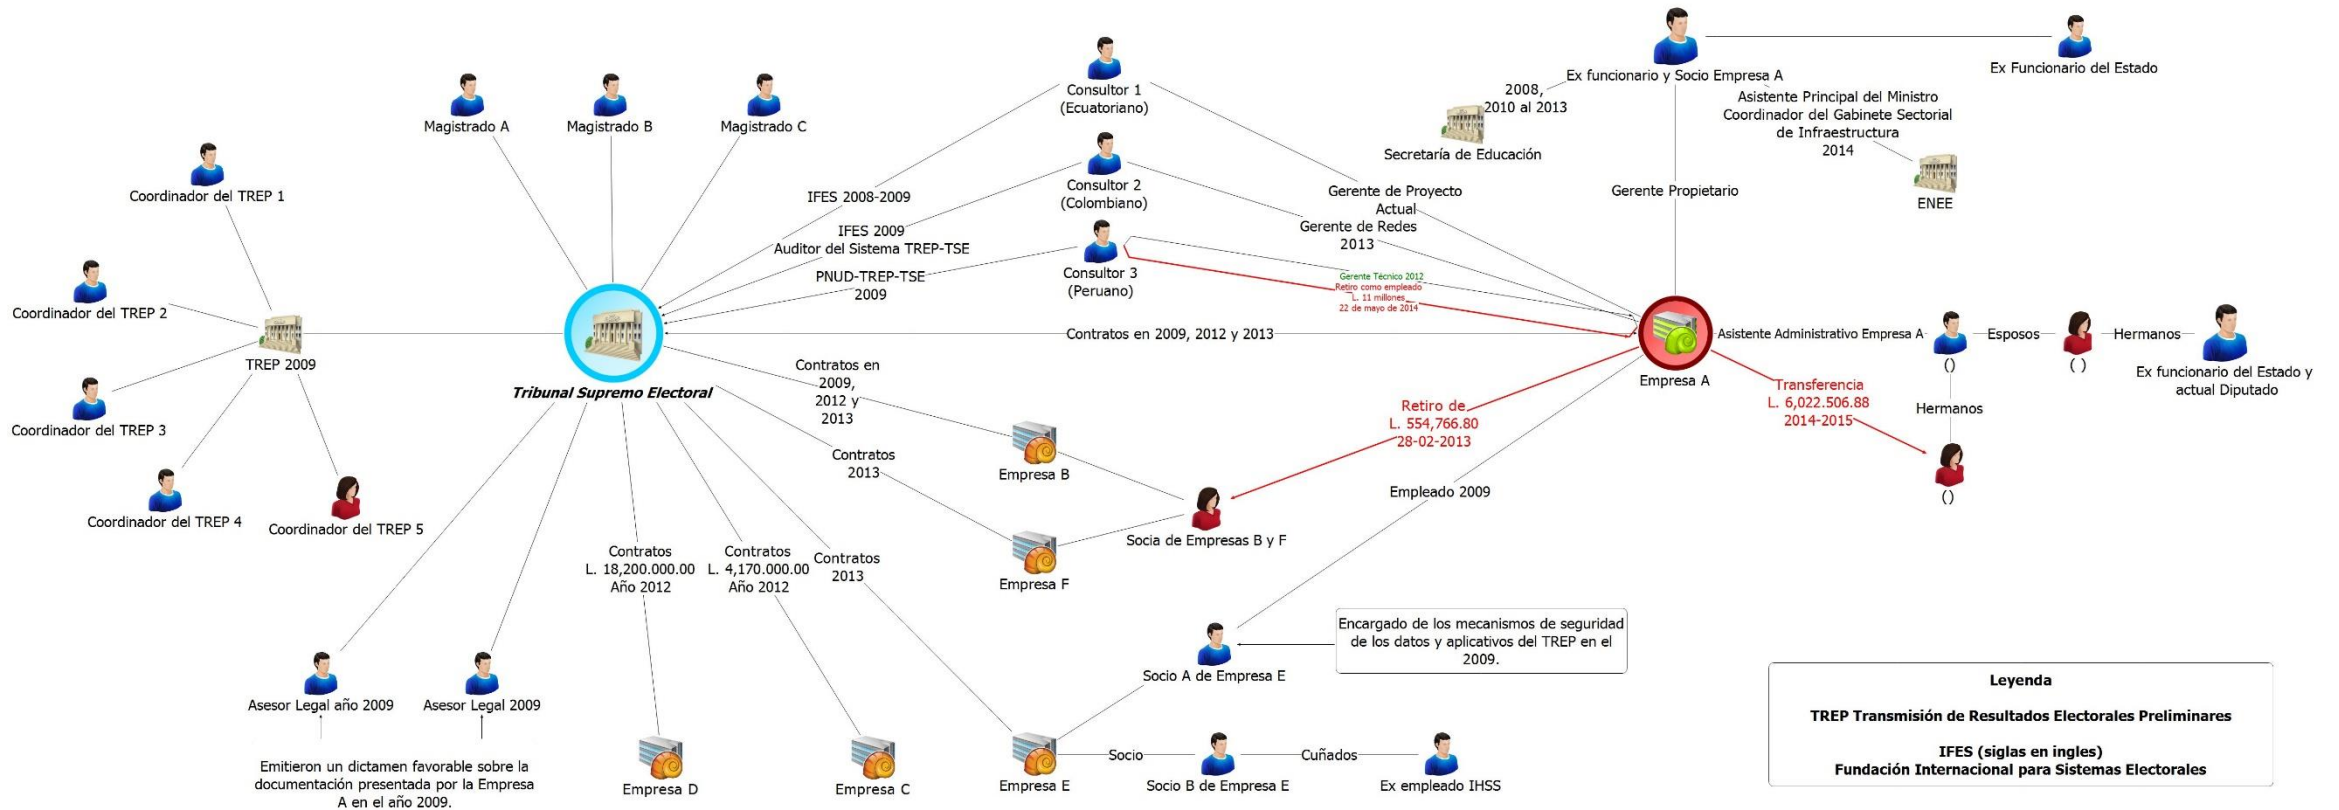 Ex funcionario y Socio Empresa A
Ex Funcionario del Estado
2008,
2010 al 2013
Secretaría de Educación
Asistente Principal del Ministro
Coordinador del Gabinete Sectorial
de Infraestructura
2014
ENEE
Gerente Propietario
Consultor 1
(Ecuatoriano)
Consultor 2
(Colombiano)
Consultor 3
(Peruano)
Magistrado A
Magistrado B
Magistrado C
Coordinador del TREP 1
Coordinador del TREP 2
Coordinador del TREP 3
Coordinador del TREP 4
Coordinador del TREP 5
TREP 2009
Tribunal Supremo Electoral
IFES 2008-2009
IFES 2009
Auditor del Sistema TREP-TSE
PNUD-TREP-TSE
2009
Gerente de Proyecto
Actual
Gerente de Redes
2013
Gerente Técnico 2012
Retiro como empleado
L. 11 millones
22 de mayo de 2014
Contratos en 2009, 2012 y 2013
Empresa A
Asistente Administrativo Empresa A
()
Esposos
( )
Hermanos
Ex funcionario del Estado y
actual Diputado
Hermanos
()
Transferencia
L. 6,022.506.88
2014-2015
Retiro de
L. 554,766.80
28-02-2013
Empleado 2009
Contratos en
2009,
2012 y
2013
Empresa B
Contratos
2013
Empresa F
Socia de Empresas B y F
Contratos
L. 18,200.000.00
Año 2012
Contratos
L. 4,170.000.00
Año 2012
Contratos
2013
Encargado de los mecanismos de seguridad
de los datos y aplicativos del TREP en el
2009.
Socio A de Empresa E
Asesor Legal año 2009
Asesor Legal 2009
Emitieron un dictamen favorable sobre la
documentación presentada por la Empresa
A en el año 2009.
Empresa D
Empresa C
Empresa E
Socio
Socio B de Empresa E
Cuñados
Ex empleado IHSS
Leyenda
TREP Transmisión de Resultados Electorales Preliminares
IFES (siglas en ingles)
Fundación Internacional para Sistemas Electorales